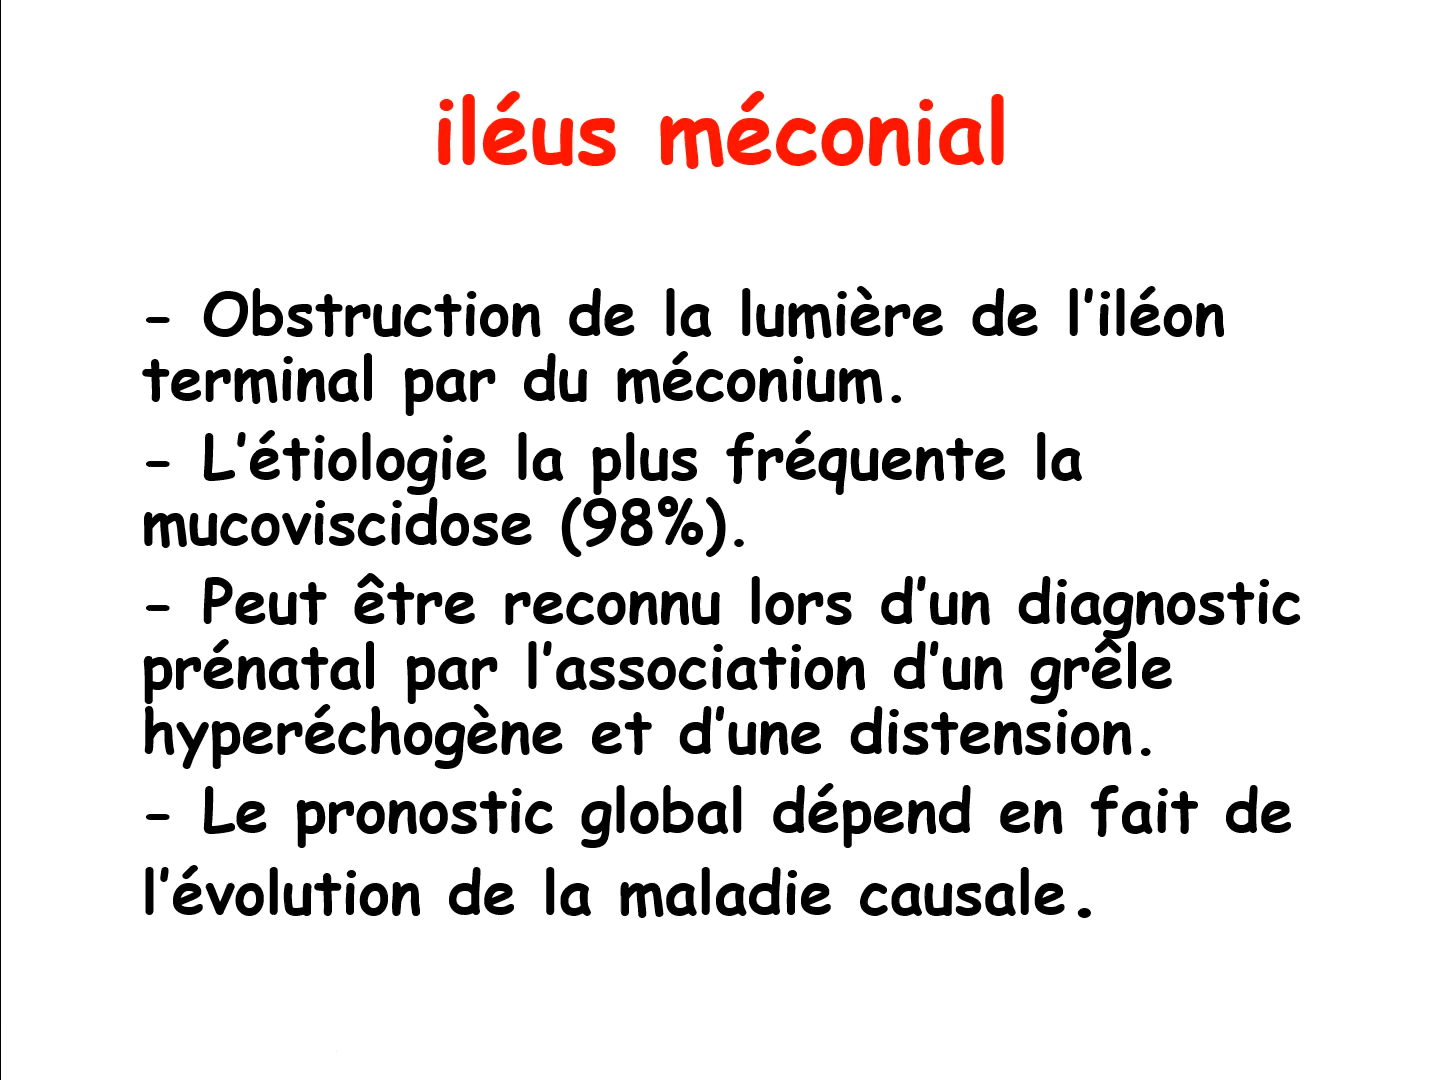 iléus méconial
- Obstruction de la lumière de l’iléon
terminal par du méconium.
- L’étiologie la plus fréquente la
mucoviscidose (98%).
- Peut être reconnu lors d’un diagnostic
prénatal par l’association d’un grêle
hyperéchogène et d’une distension.
- Le pronostic global dépend en fait de
l’évolution de la maladie causale.